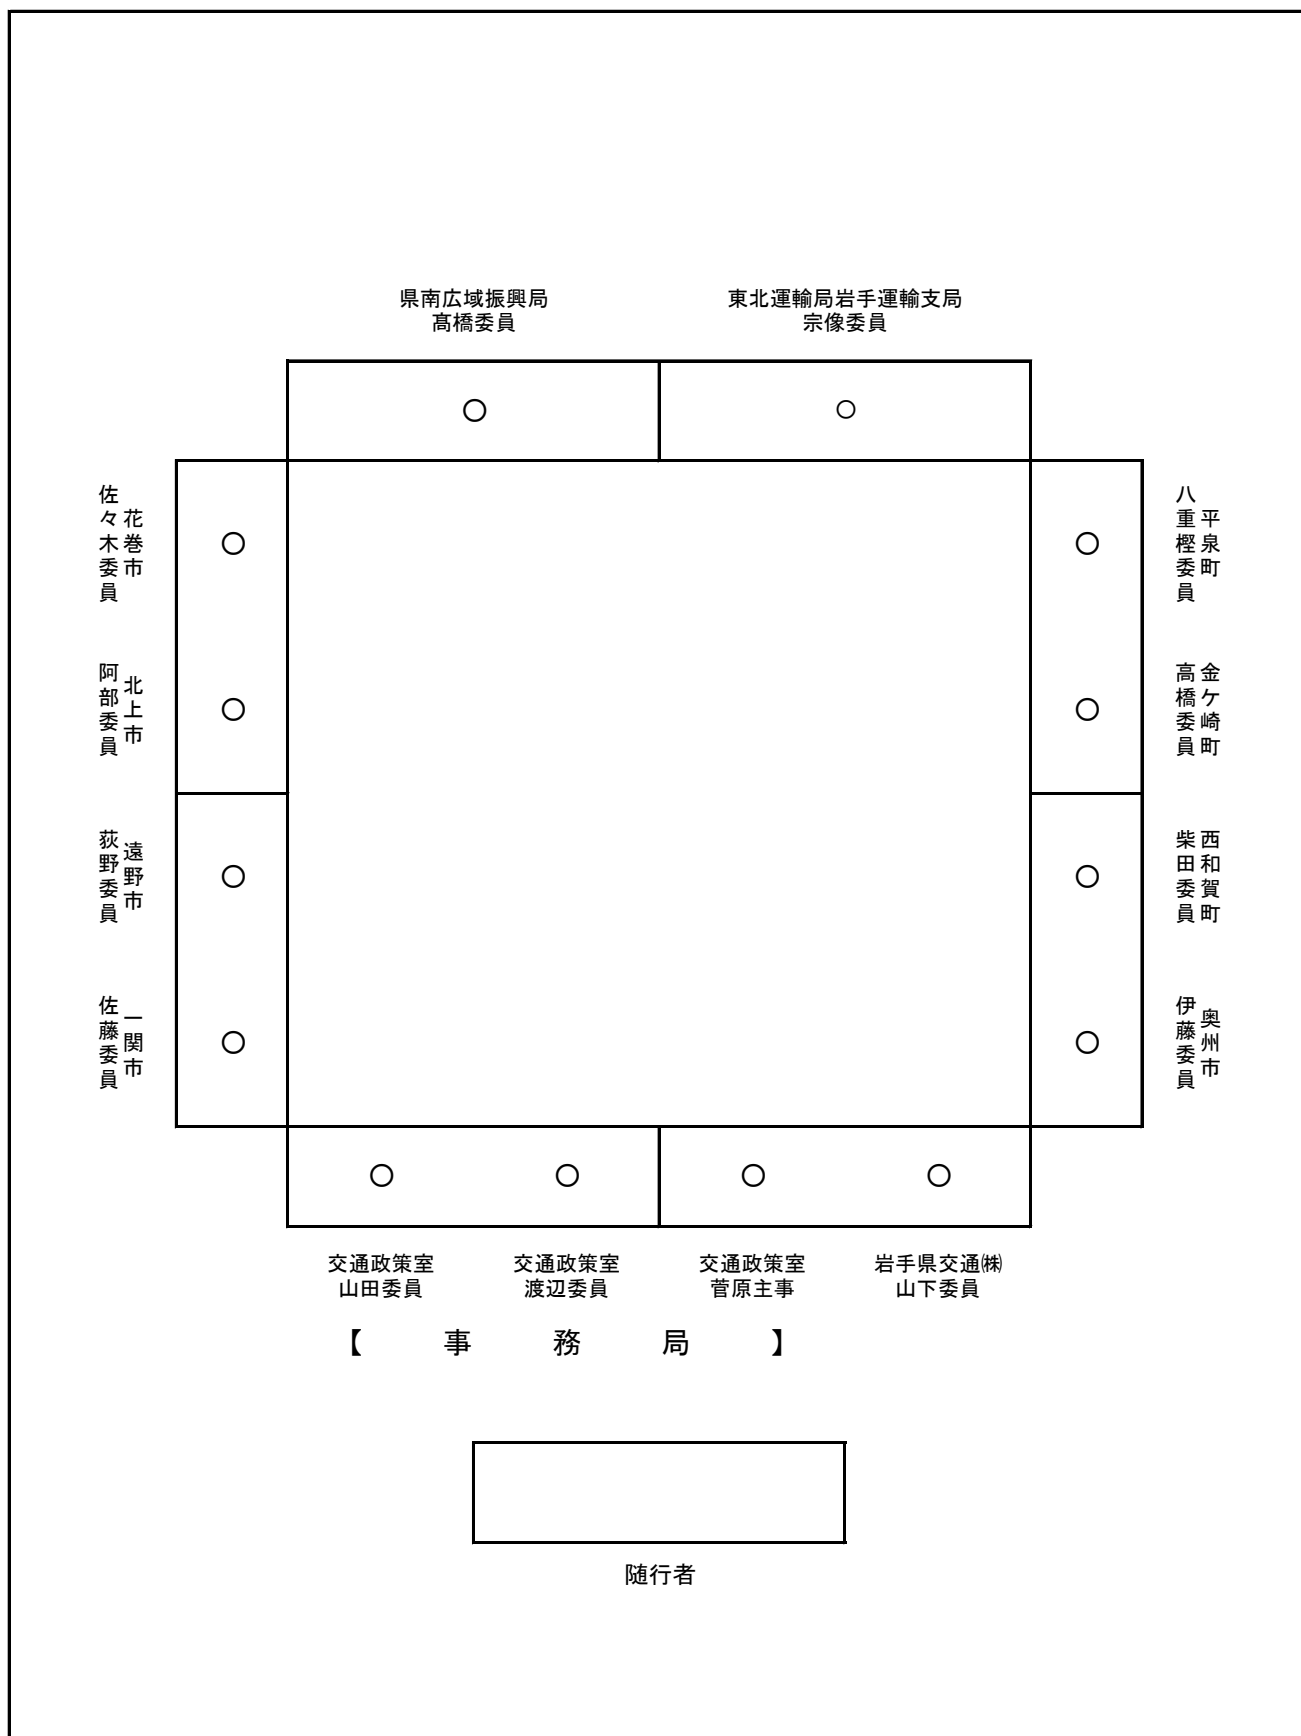 県南広域振興局
髙橋委員
東北運輸局岩手運輸支局
宗像委員
○
○
花巻市
佐々木委員
○
○
平泉町
八重樫委員
北上市
阿部委員
○
○
金ケ崎町
高橋委員
遠野市
荻野委員
○
○
西和賀町
柴田委員
一関市
佐藤委員
○
○
奥州市
伊藤委員
○
○
○
○
交通政策室
山田委員
交通政策室
渡辺委員
交通政策室
菅原主事
岩手県交通㈱
山下委員
【 事 務 局 】
随行者